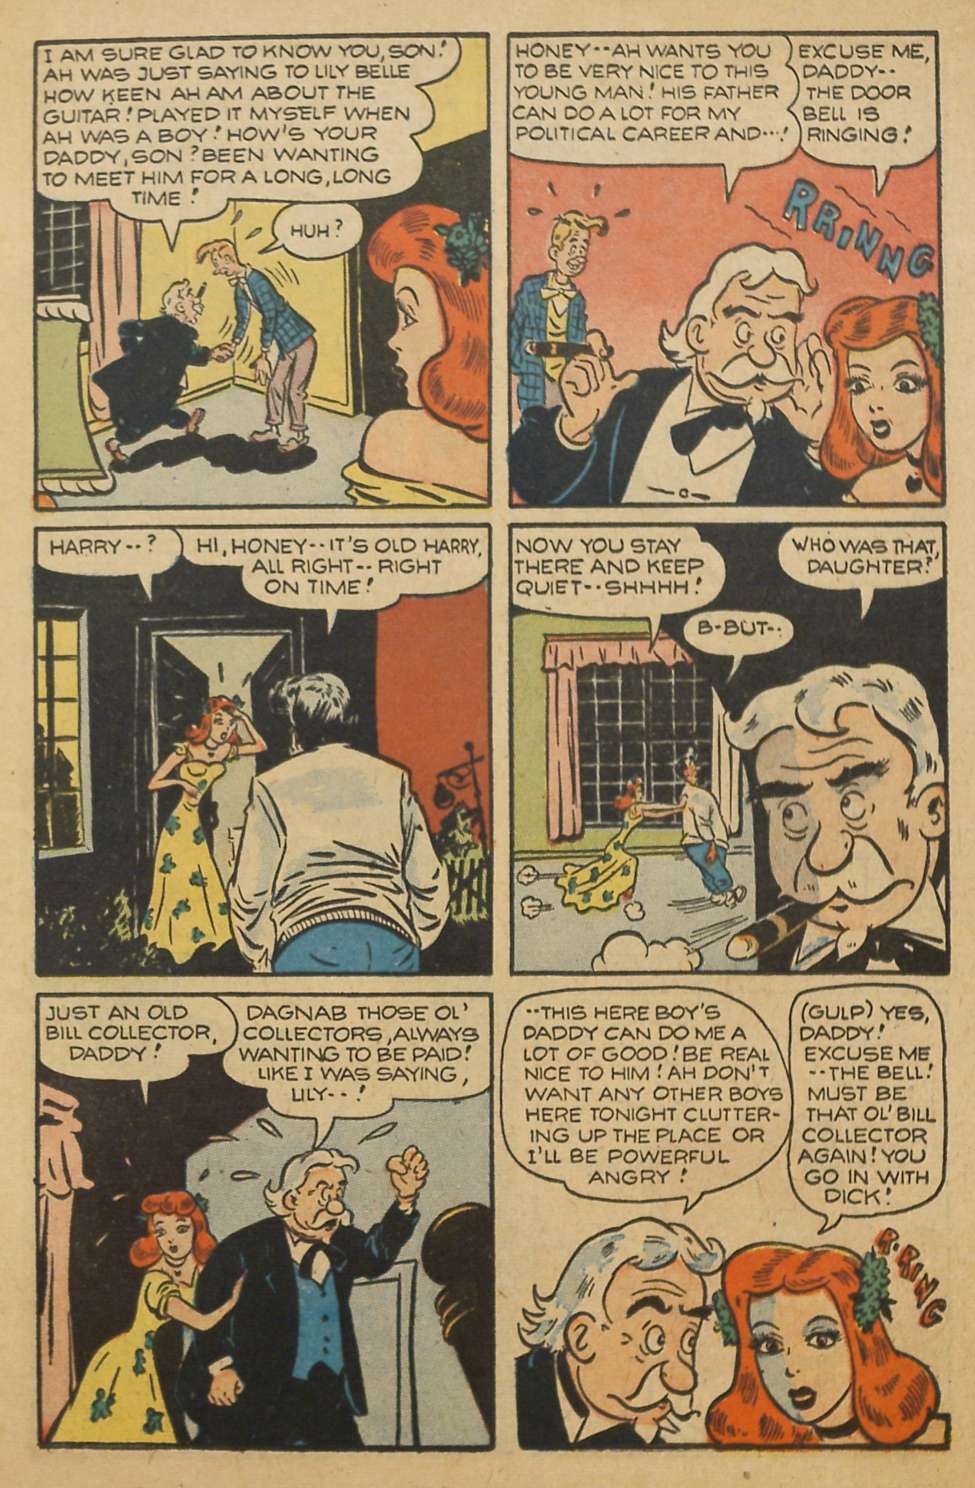 I AM SURE GLAD TO KNOW YOU, SON!
AH WAS JUST SAYING TO LILY BELLE
HOW KEEN AH AM ABOUT THE
GUITAR! PLAYED IT MYSELF WHEN
AH WAS A BOY! HOW'S YOUR
DADDY, SON? BEEN WANTING
TO MEET HIM FOR A LONG, LONG
TIME!
HUH?
HONEY--AH WANTS YOU
TO BE VERY NICE TO THIS
YOUNG MAN! HIS FATHER
CAN DO A LOT FOR MY
POLITICAL CAREER AND--!
EXCUSE ME,
DADDY--
THE DOOR
BELL IS
RINGING!
RRINNG
HARRY--?
HI, HONEY--IT'S OLD HARRY,
ALL RIGHT--RIGHT
ON TIME!
NOW YOU STAY
THERE AND KEEP
QUIET--SHHHH!
B-BUT--
WHO WAS THAT,
DAUGHTER?
JUST AN OLD
BILL COLLECTOR,
DADDY!
DAGNAB THOSE OL'
COLLECTORS, ALWAYS
WANTING TO BE PAID!
LIKE I WAS SAYING,
LILY--!
--THIS HERE BOY'S
DADDY CAN DO ME A
LOT OF GOOD! BE REAL
NICE TO HIM! AH DON'T
WANT ANY OTHER BOYS
HERE TONIGHT CLUTTER-
ING UP THE PLACE OR
I'LL BE POWERFUL
ANGRY!
(GULP) YES,
DADDY!
EXCUSE ME
--THE BELL!
MUST BE
THAT OL' BILL
COLLECTOR
AGAIN! YOU
GO IN WITH
DICK!
R-RING